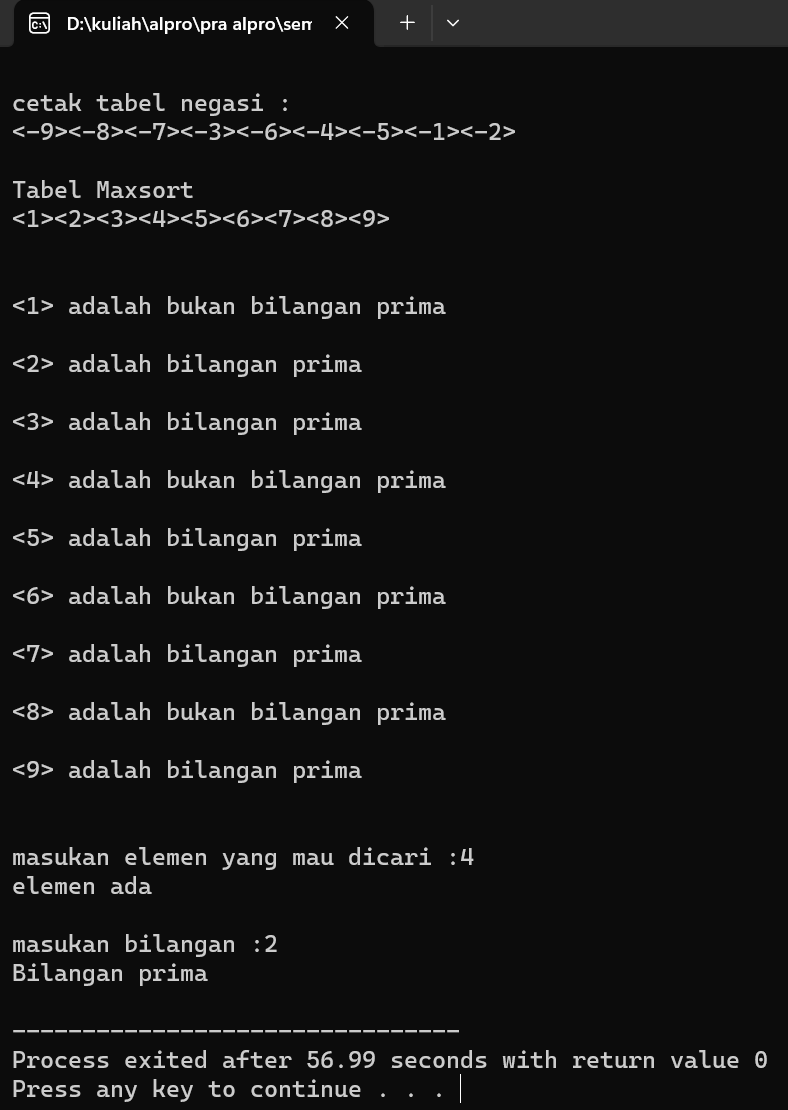 D:\kuliah\alpro\pra alpro\sem
cetak tabel negasi :
<-9><-8><-7><-3><-6><-4><-5><-1><-2>
Tabel Maxsort
<1><2><3><4><5><6><7><8><9>
<1> adalah bukan bilangan prima
<2> adalah bilangan prima
<3> adalah bilangan prima
<4> adalah bukan bilangan prima
<5> adalah bilangan prima
<6> adalah bukan bilangan prima
<7> adalah bilangan prima
<8> adalah bukan bilangan prima
<9> adalah bilangan prima
masukan elemen yang mau dicari :4
elemen ada
masukan bilangan :2
Bilangan prima
--------------------------------
Process exited after 56.99 seconds with return value 0
Press any key to continue . . .